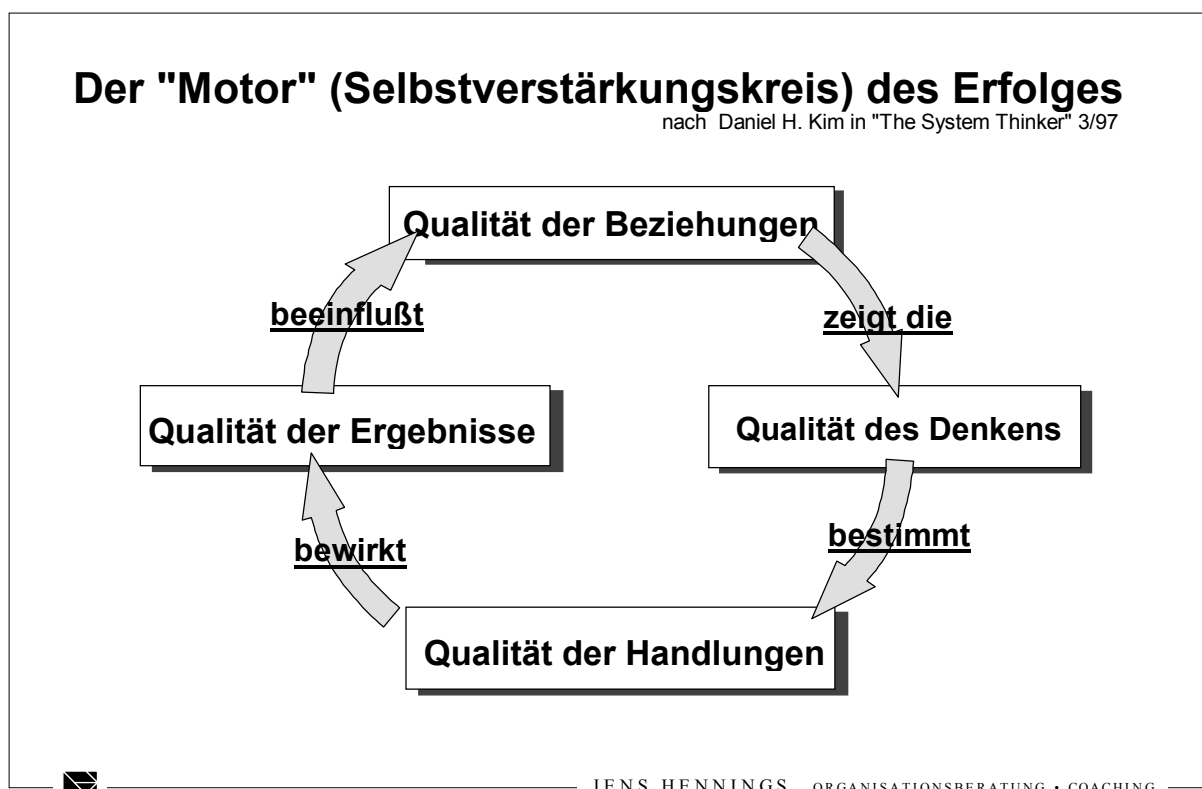 Der "Motor" (Selbstverstärkungskreis) des Erfolges
nach Daniel H. Kim in "The System Thinker" 3/97
Qualität der Beziehungen
beeinflußt
zeigt die
Qualität der Ergebnisse
Qualität des Denkens
bewirkt
bestimmt
Qualität der Handlungen
JENS HENNINGS ORGANISATIONSBERATUNG • COACHING